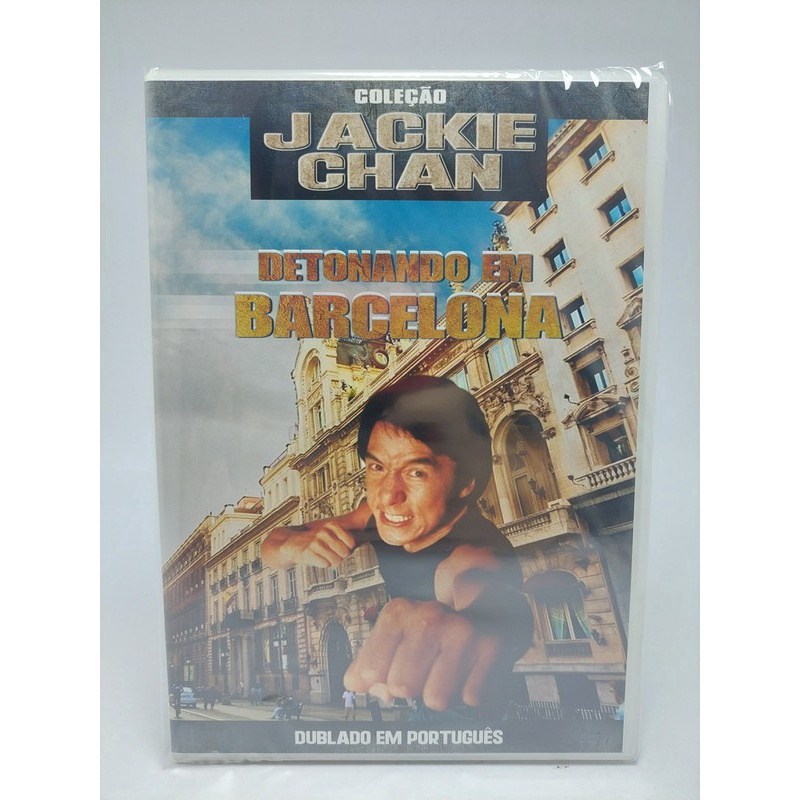 COLEÇÃO
JACKIE
CHAN
DETONANDO EM
BARCELONA
DUBLADO EM PORTUGUÊS